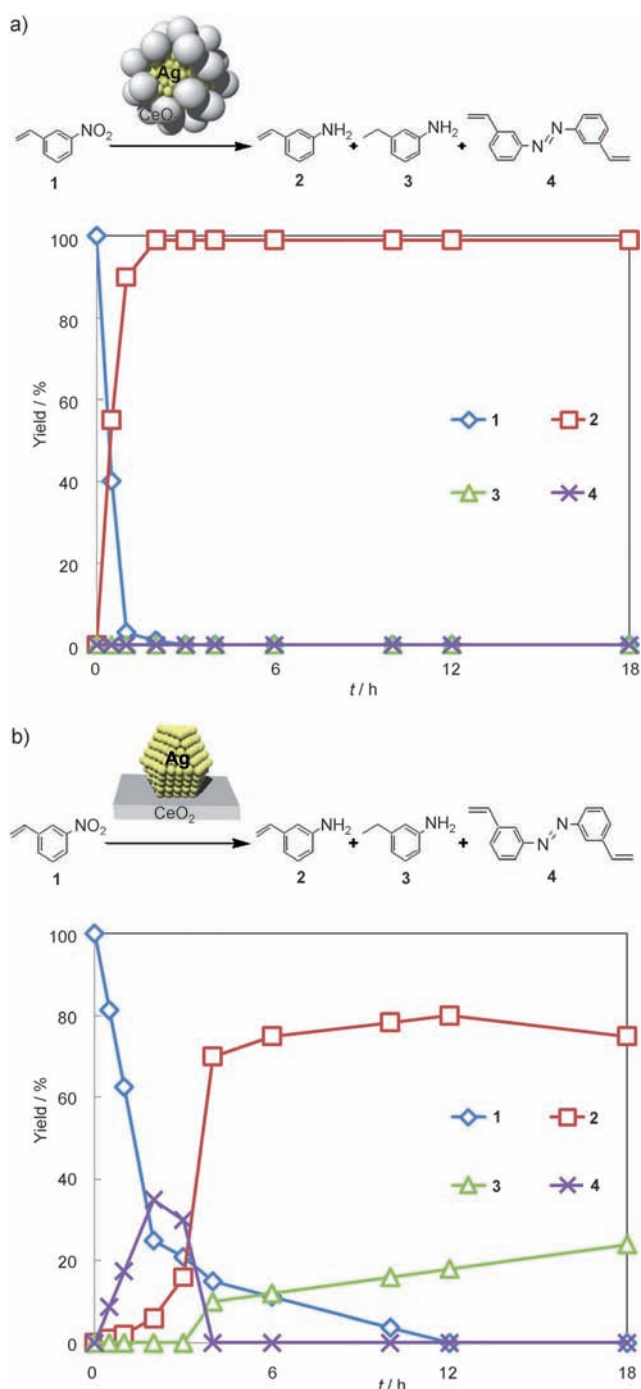 a)
Ag
CeO₂
NO₂
NH₂ + NH₂ + N N
1 2 3 4
100
80
60
40
20
0
Yield / %
1 2
3 4
0 6 12 18
t / h
b)
Ag
CeO₂
NO₂
NH₂ + NH₂ + N N
1 2 3 4
100
80
60
40
20
0
Yield / %
1 2
3 4
0 6 12 18
t / h